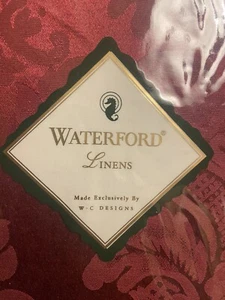 WATERFORD®
LINENS
Made Exclusively By
W-C DESIGNS